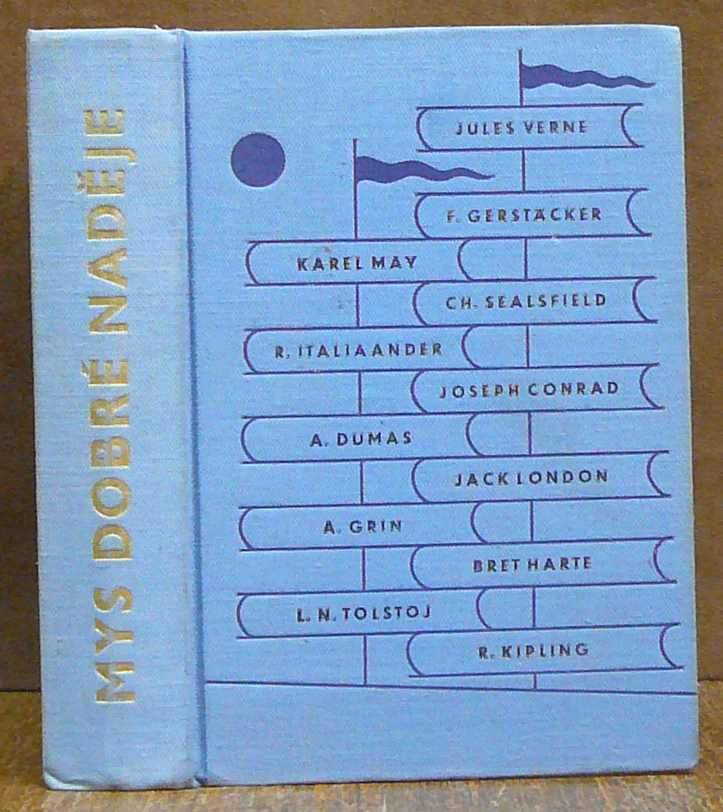 MYS DOBRÉ NADĚJE
JULES VERNE
F. GERSTÄCKER
KAREL MAY
CH. SEALSFIELD
R. ITALIAANDER
JOSEPH CONRAD
A. DUMAS
JACK LONDON
A. GRIN
BRET HARTE
L. N. TOLSTOJ
R. KIPLING